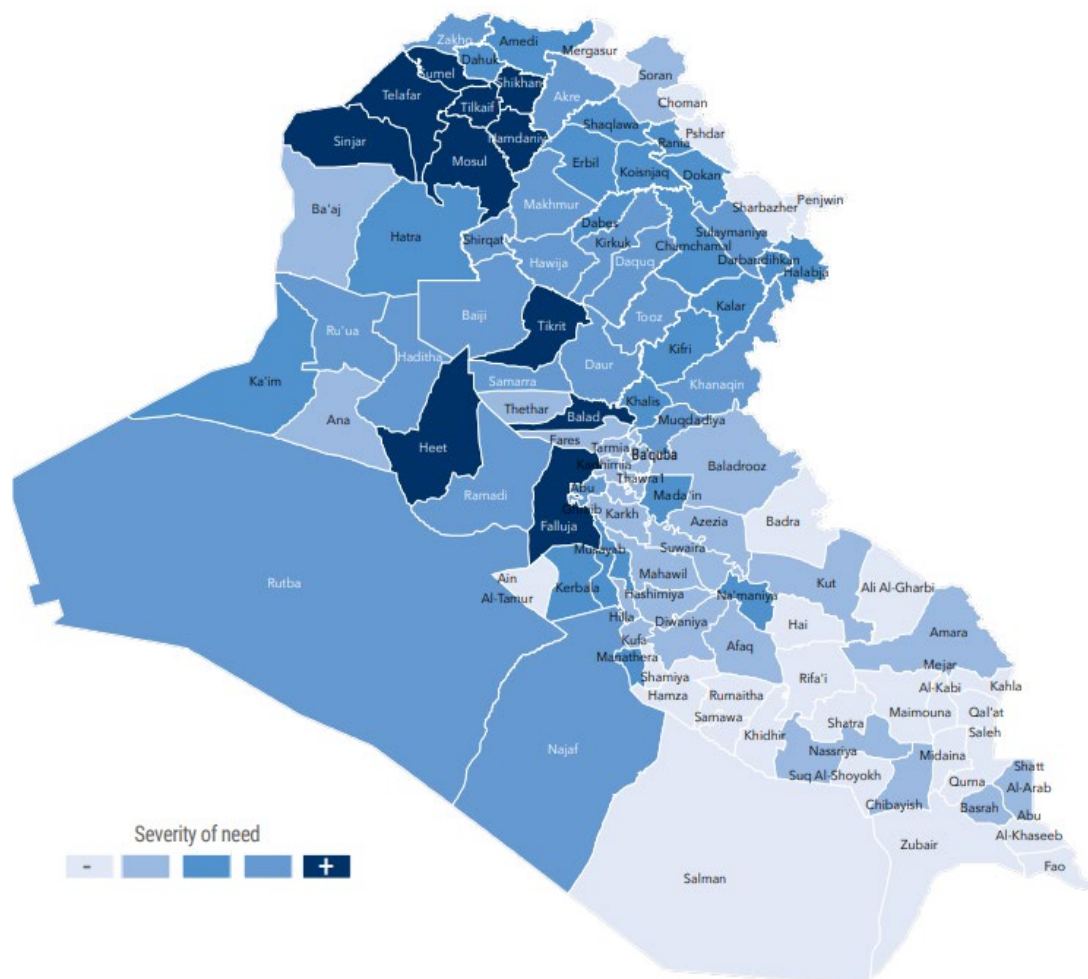 Zakho
Amedi
Mergasur
Dahuk
Sumel
Soran
Shikhan
Telafar
Akre
Choman
Tilkaif
Shaqlawa
Pshdar
Sinjar
Hamdaniy
Rania
Mosul
Erbil
Koisnjaq
Dokan
Ba'aj
Makhmur
Sharbazher
Penjwin
Hatra
Shirqat
Dabes
Sulaymaniya
Kirkuk
Chamchamal
Darbandihkan
Hawija
Daquq
Halabja
Baiji
Tooz
Kalar
Ru'ua
Tikrit
Haditha
Kifri
Ka'im
Daur
Samarra
Khanaqin
Ana
Thethar
Balad
Khalis
Muqdadiya
Heet
Fares
Tarmia
Ba'quba
Kadhimia
Baladrooz
Thawra1
Ramadi
Abu
Ghraib
Mada'in
Karkh
Falluja
Azezia
Badra
Musayab
Suwaira
Rutba
Ain
Al-Tamur
Kerbala
Mahawil
Kut
Ali Al-Gharbi
Hashimiya
Na'maniya
Hilla
Diwaniya
Hai
Kufa
Afaq
Amara
Manathera
Mejar
Al-Kabi
Shamiya
Rifa'i
Kahla
Hamza
Rumaitha
Maimouna
Qal'at
Saleh
Samawa
Shatra
Khidhir
Najaf
Nassriya
Midaina
Suq Al-Shoyokh
Qurna
Shatt
Al-Arab
Chibayish
Basrah
Abu
Al-Khaseeb
Zubair
Fao
Salman
Severity of need
-
+